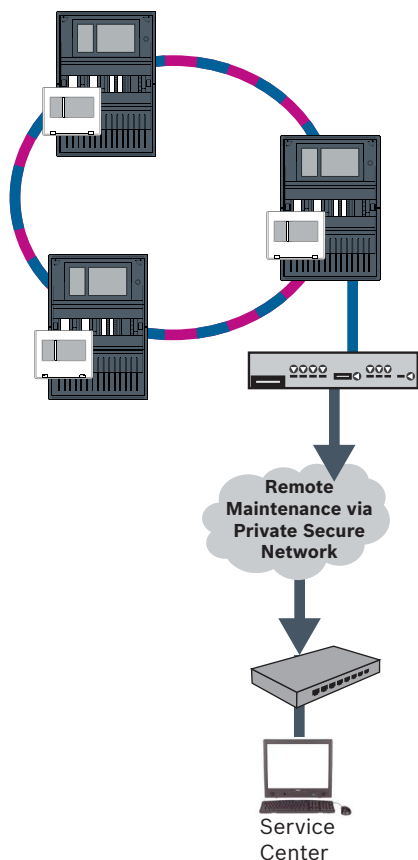 Remote
Maintenance via
Private Secure
Network
Service
Center